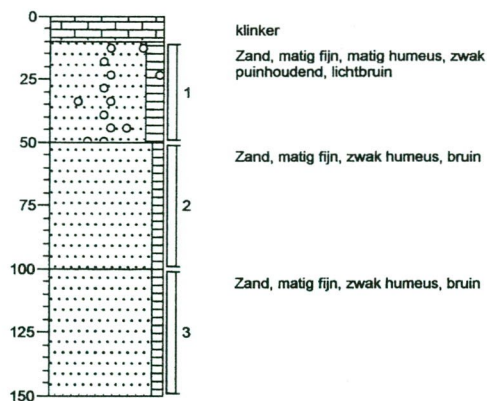 0
klinker
Zand, matig fijn, matig humeus, zwak
puinhoudend, lichtbruin
25
1
50
Zand, matig fijn, zwak humeus, bruin
75
2
100
Zand, matig fijn, zwak humeus, bruin
125
3
150